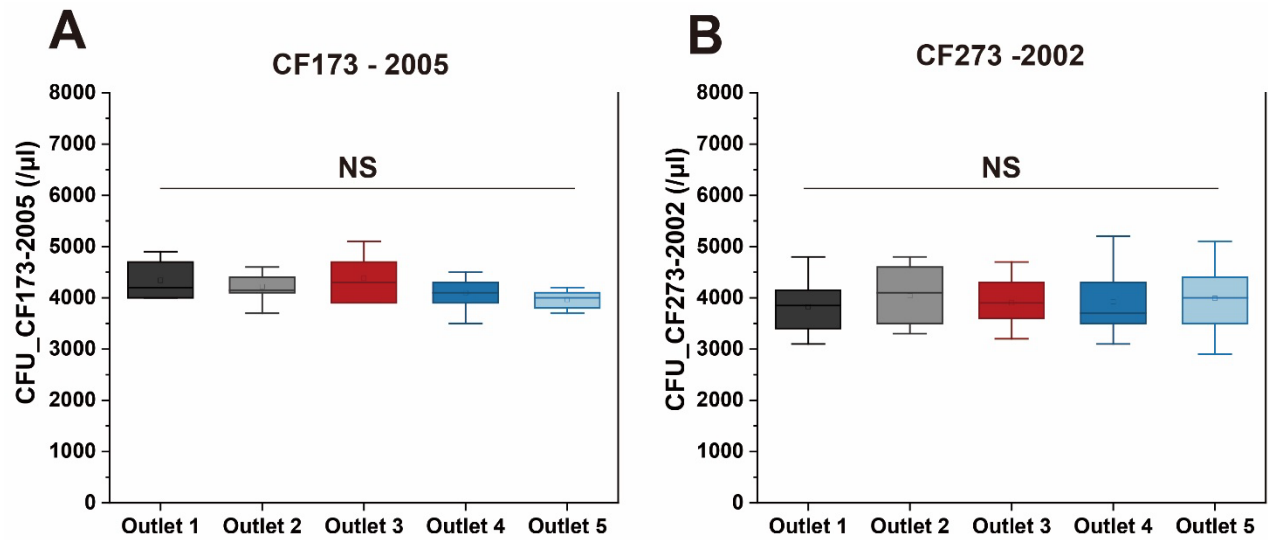 A
CF173 - 2005
CFU_CF173-2005 (/µl)
8000
7000
6000
5000
4000
3000
2000
1000
0
NS
Outlet 1 Outlet 2 Outlet 3 Outlet 4 Outlet 5
B
CF273 -2002
CFU_CF273-2002 (/µl)
8000
7000
6000
5000
4000
3000
2000
1000
0
NS
Outlet 1 Outlet 2 Outlet 3 Outlet 4 Outlet 5